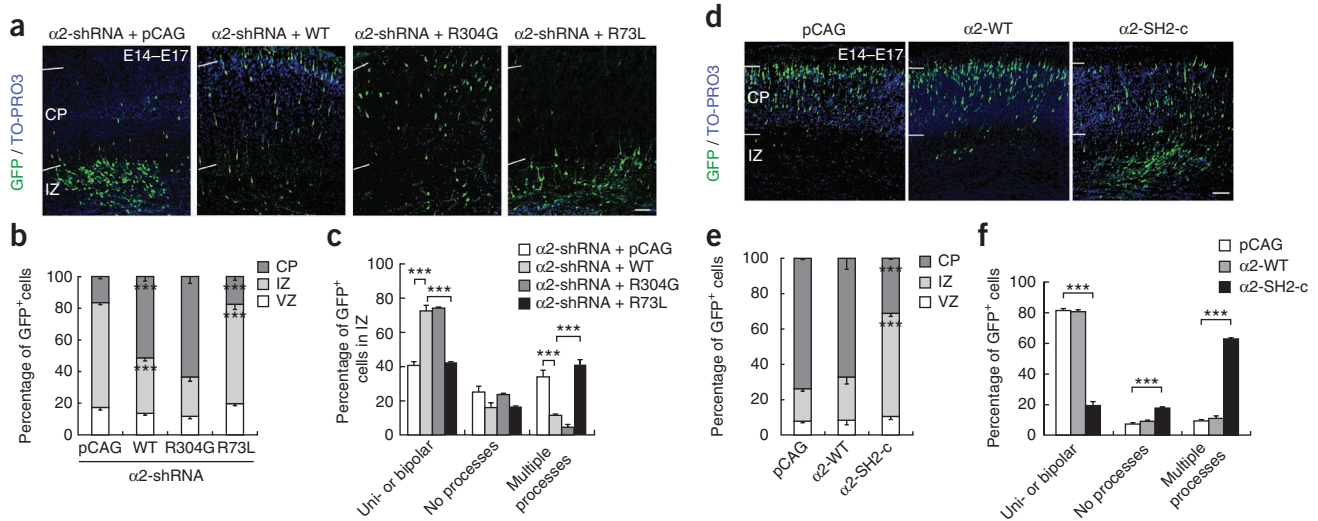 a
α2-shRNA + pCAG
α2-shRNA + WT
α2-shRNA + R304G
α2-shRNA + R73L
E14–E17
CP
IZ
GFP / TO-PRO3
b
Percentage of GFP+cells
100
80
60
40
20
0
***
***
***
***
CP
IZ
VZ
pCAG
WT
R304G
R73L
α2-shRNA
c
Percentage of GFP+
cells in IZ
100
80
60
40
20
0
***
***
***
***
α2-shRNA + pCAG
α2-shRNA + WT
α2-shRNA + R304G
α2-shRNA + R73L
Uni- or bipolar
No processes
Multiple
processes
d
pCAG
α2-WT
α2-SH2-c
E14–E17
CP
IZ
GFP / TO-PRO3
e
Percentage of GFP+ cells
100
80
60
40
20
0
***
***
CP
IZ
VZ
pCAG
α2-WT
α2-SH2-c
f
Percentage of GFP+ cells
100
80
60
40
20
0
***
***
***
pCAG
α2-WT
α2-SH2-c
Uni- or bipolar
No processes
Multiple
processes